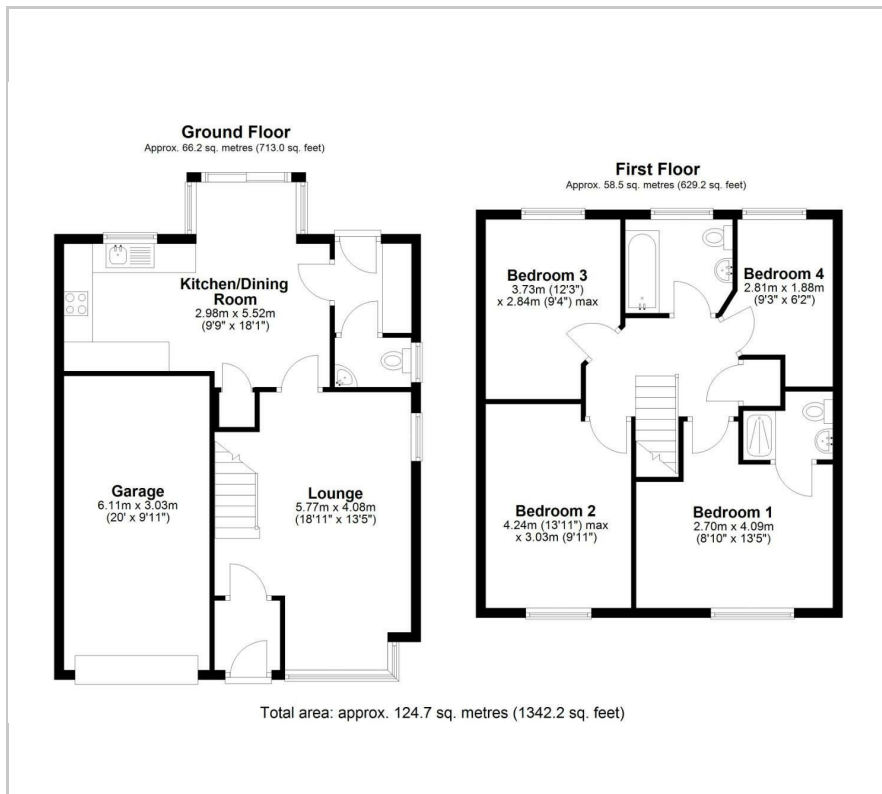 Ground Floor
Approx. 66.2 sq. metres (713.0 sq. feet)
Kitchen/Dining
Room
2.98m x 5.52m
(9'9" x 18'1")
Garage
6.11m x 3.03m
(20' x 9'11")
Lounge
5.77m x 4.08m
(18'11" x 13'5")
First Floor
Approx. 58.5 sq. metres (629.2 sq. feet)
Bedroom 3
3.73m (12'3")
x 2.84m (9'4") max
Bedroom 4
2.81m x 1.88m
(9'3" x 6'2")
Bedroom 2
4.24m (13'11") max
x 3.03m (9'11")
Bedroom 1
2.70m x 4.09m
(8'10" x 13'5")
Total area: approx. 124.7 sq. metres (1342.2 sq. feet)